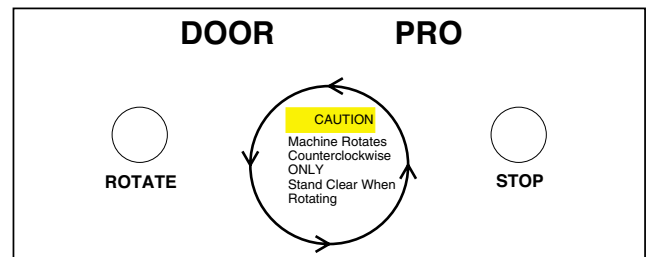 DOOR PRO
CAUTION
Machine Rotates
Counterclockwise
ONLY
Stand Clear When
Rotating
ROTATE
STOP